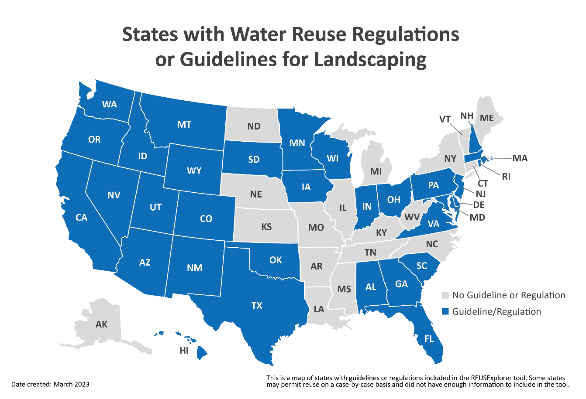 States with Water Reuse Regulations
or Guidelines for Landscaping
WA
OR
CA
NV
ID
MT
WY
UT
AZ
CO
NM
ND
SD
NE
KS
OK
TX
MN
IA
MO
AR
LA
WI
IL
MI
IN
OH
KY
TN
MS
AL
GA
FL
SC
NC
VA
WV
PA
NY
VT
NH
ME
MA
RI
CT
NJ
DE
MD
AK
HI
No Guideline or Regulation
Guideline/Regulation
Date created: March 2023
This is a map of states with guidelines or regulations included in the REUSExplorer tool. Some states
may permit reuse on a case-by-case basis and did not have enough information to include in the too .